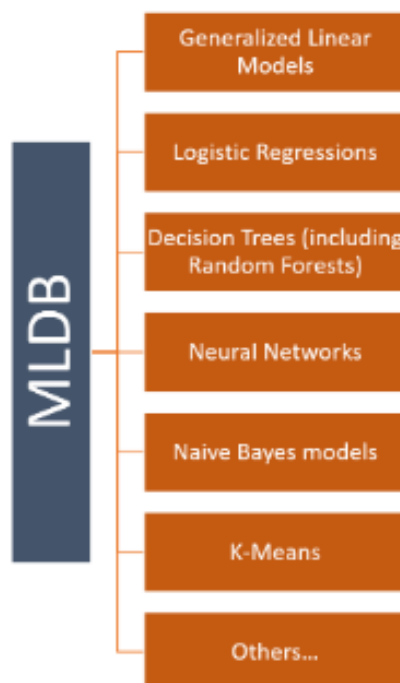 MLDB
Generalized Linear
Models
Logistic Regressions
Decision Trees (including
Random Forests)
Neural Networks
Naive Bayes models
K-Means
Others...